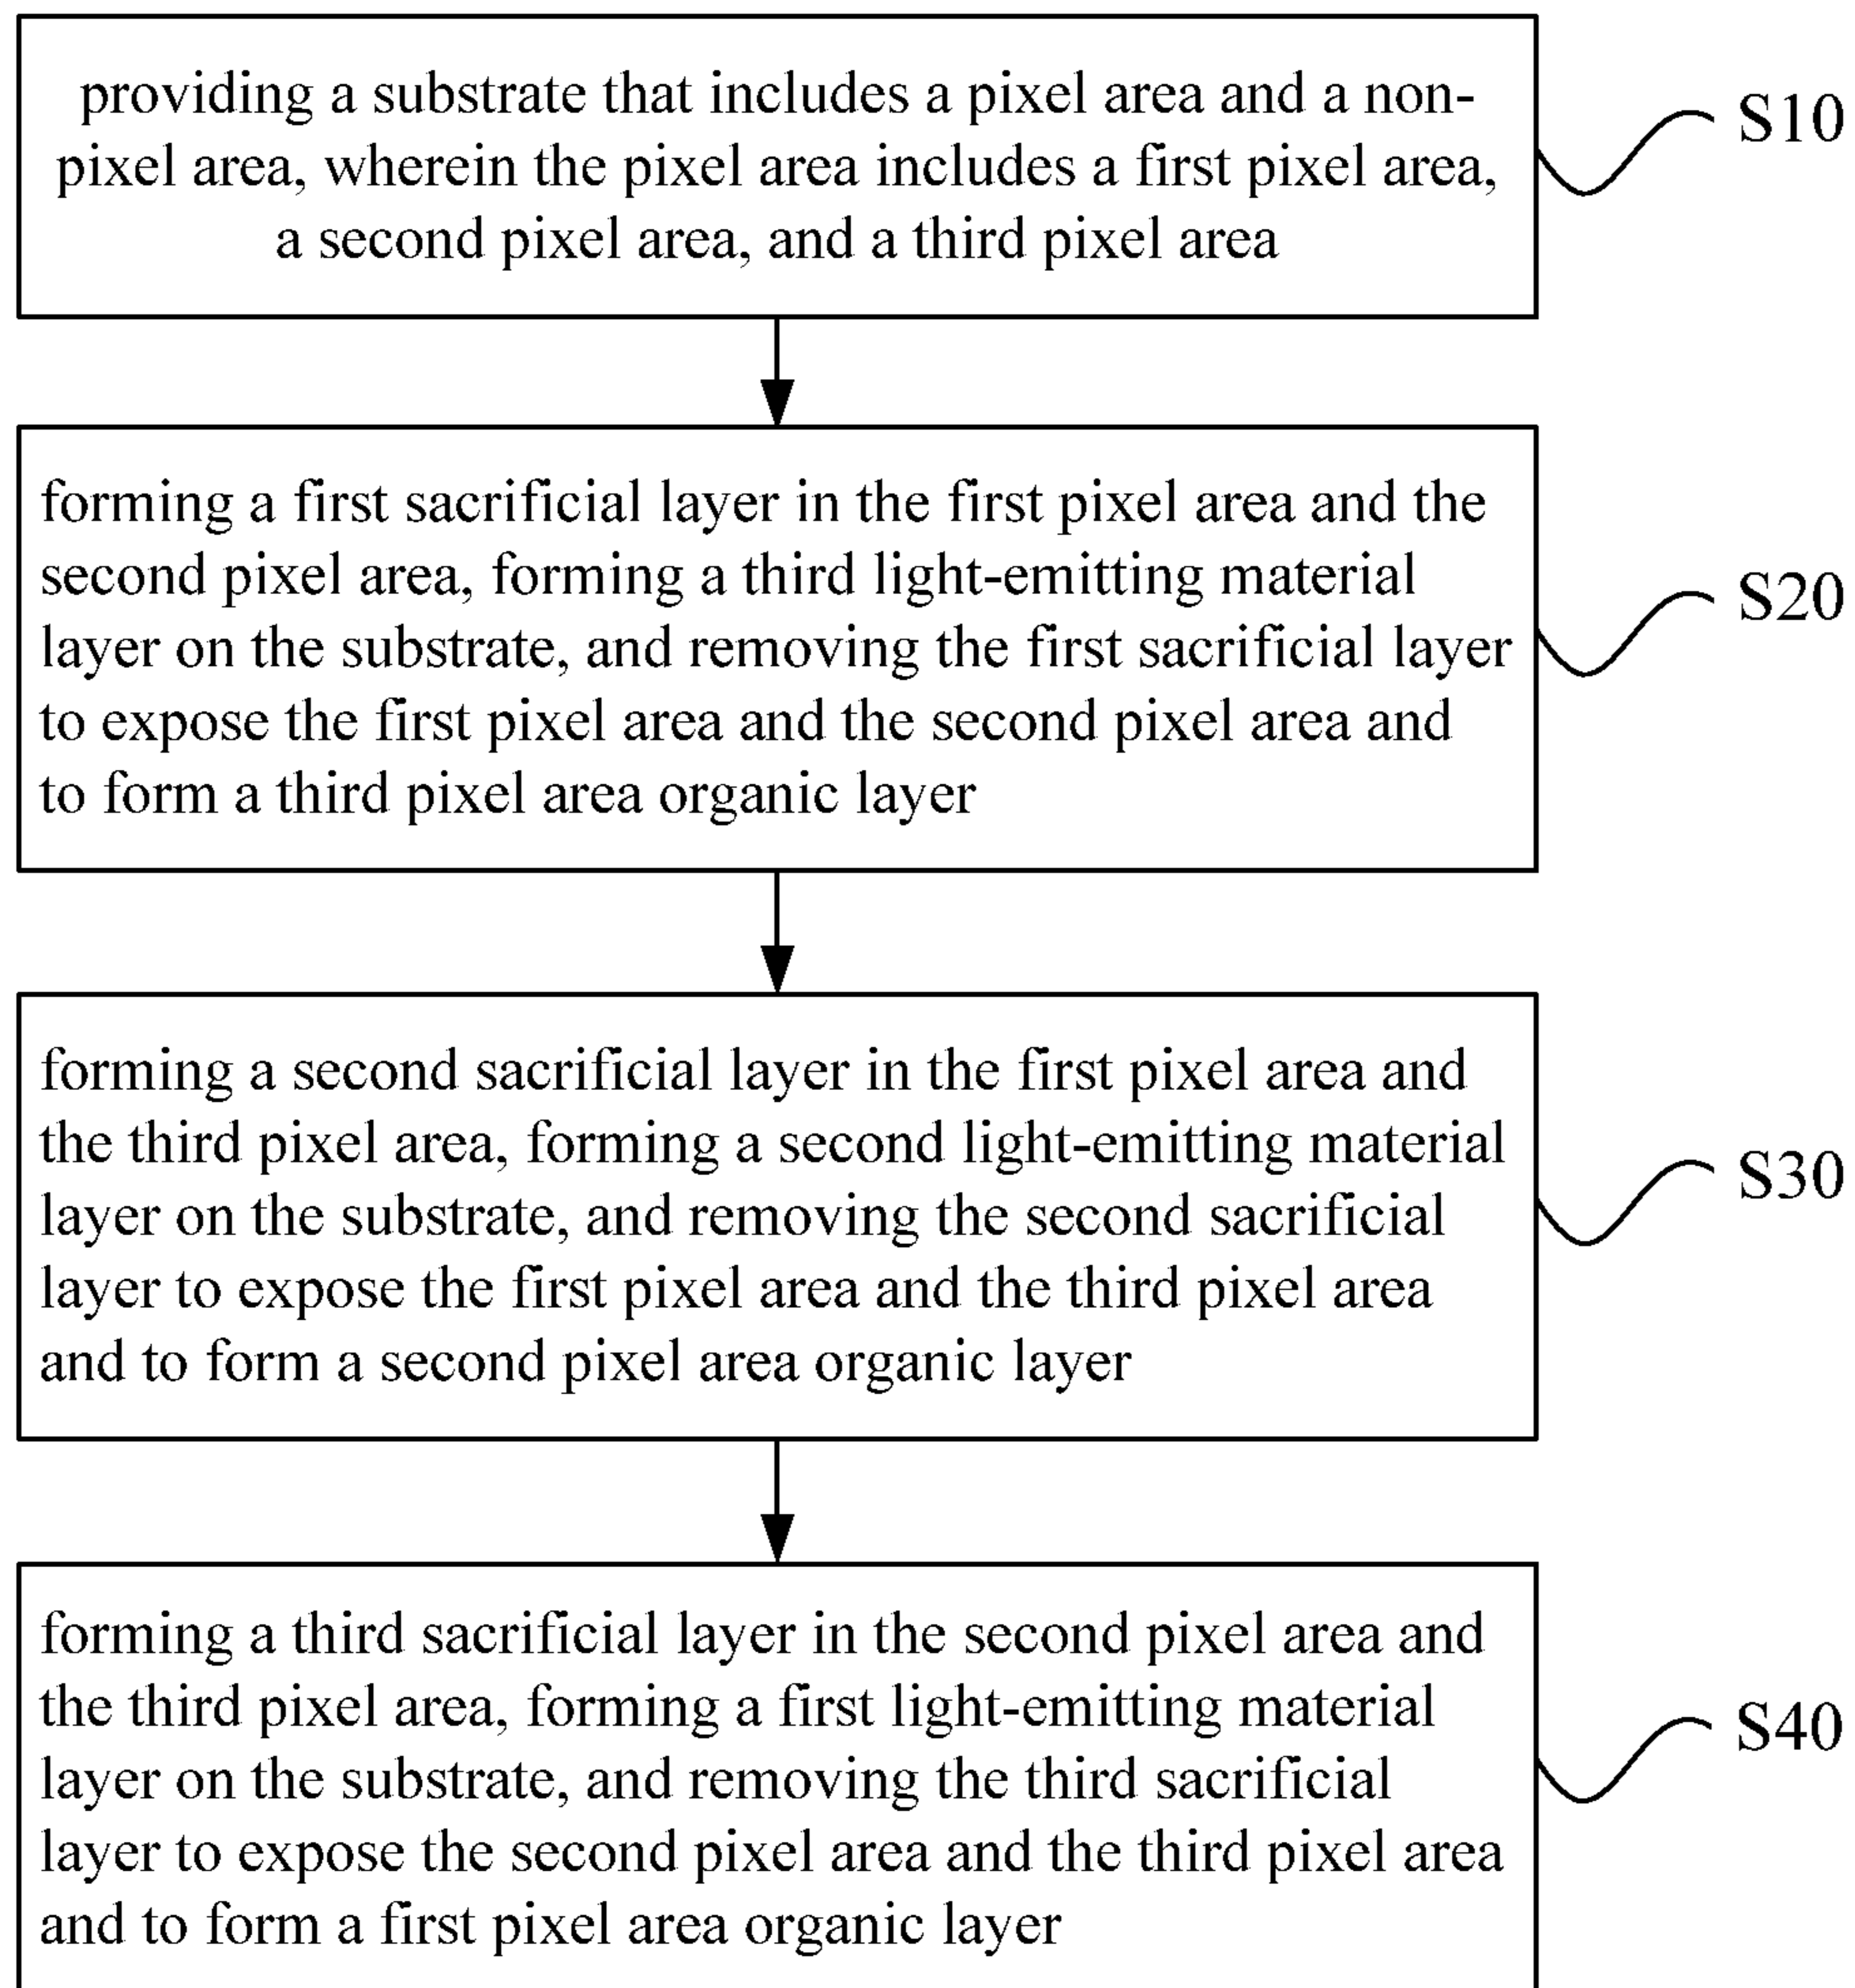 providing a substrate that includes a pixel area and a non-
pixel area, wherein the pixel area includes a first pixel area,
a second pixel area, and a third pixel area
S10
forming a first sacrificial layer in the first pixel area and the
second pixel area, forming a third light-emitting material
layer on the substrate, and removing the first sacrificial layer
to expose the first pixel area and the second pixel area and
to form a third pixel area organic layer
S20
forming a second sacrificial layer in the first pixel area and
the third pixel area, forming a second light-emitting material
layer on the substrate, and removing the second sacrificial
layer to expose the first pixel area and the third pixel area
and to form a second pixel area organic layer
S30
forming a third sacrificial layer in the second pixel area and
the third pixel area, forming a first light-emitting material
layer on the substrate, and removing the third sacrificial
layer to expose the second pixel area and the third pixel area
and to form a first pixel area organic layer
S40